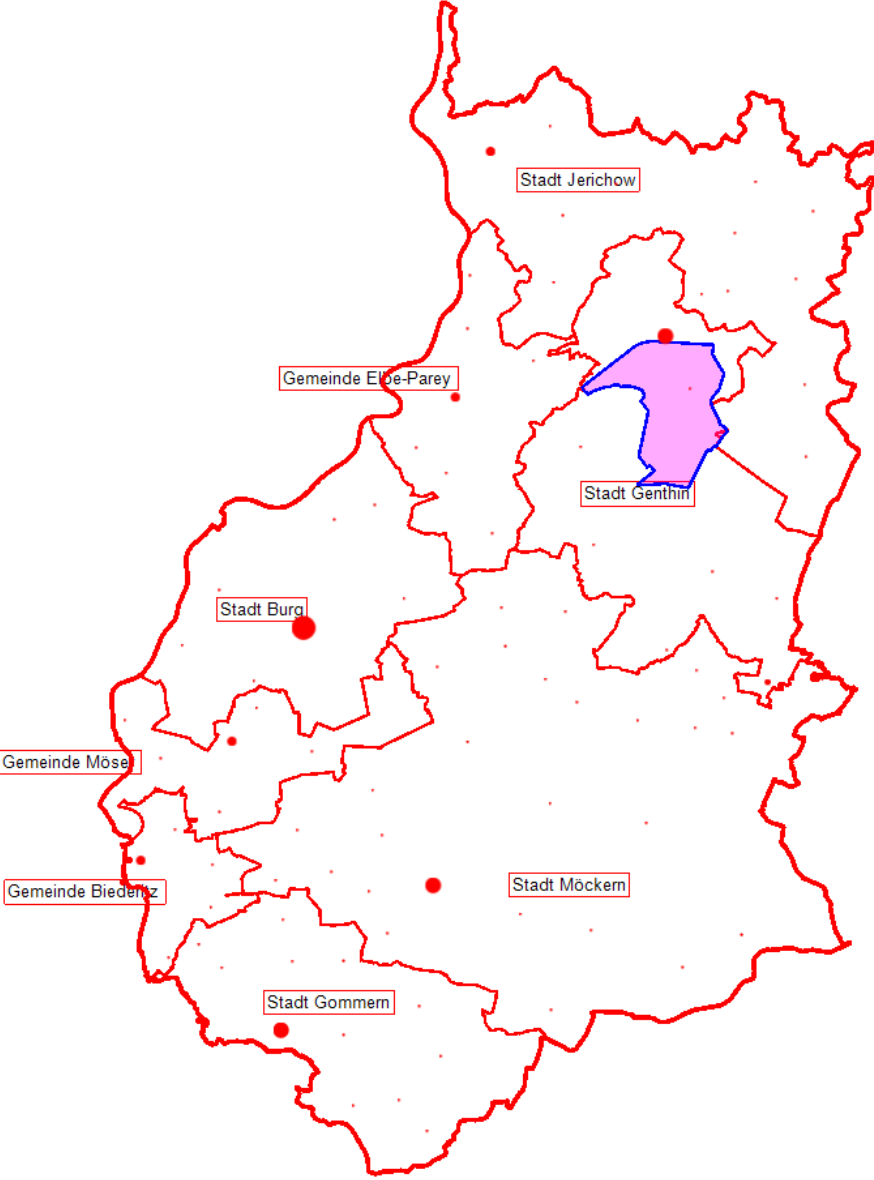 Stadt Jerichow
Gemeinde Elbe-Parey
Stadt Genthin
Stadt Burg
Gemeinde Möser
Gemeinde Biederitz
Stadt Möckern
Stadt Gommern